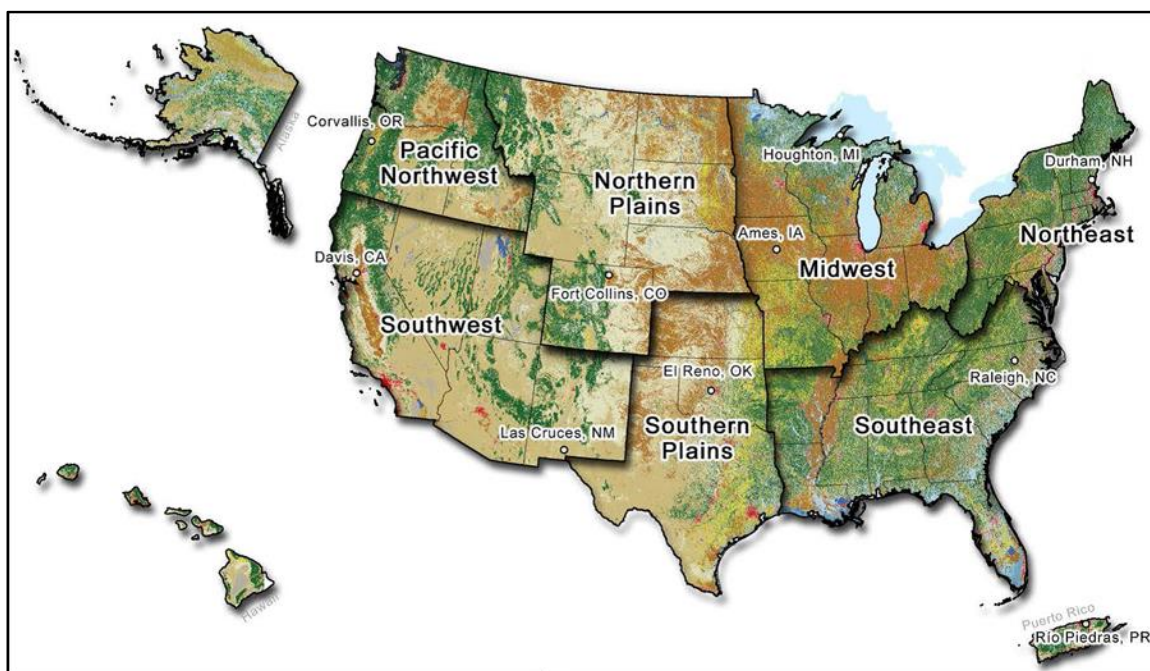 Alaska
Corvallis, OR
Pacific
Northwest
Northern
Plains
Houghton, MI
Durham, NH
Northeast
Ames, IA
Midwest
Davis, CA
Fort Collins, CO
Southwest
El Reno, OK
Raleigh, NC
Southern
Plains
Southeast
Las Cruces, NM
Hawaii
Puerto Rico
Río Piedras, PR